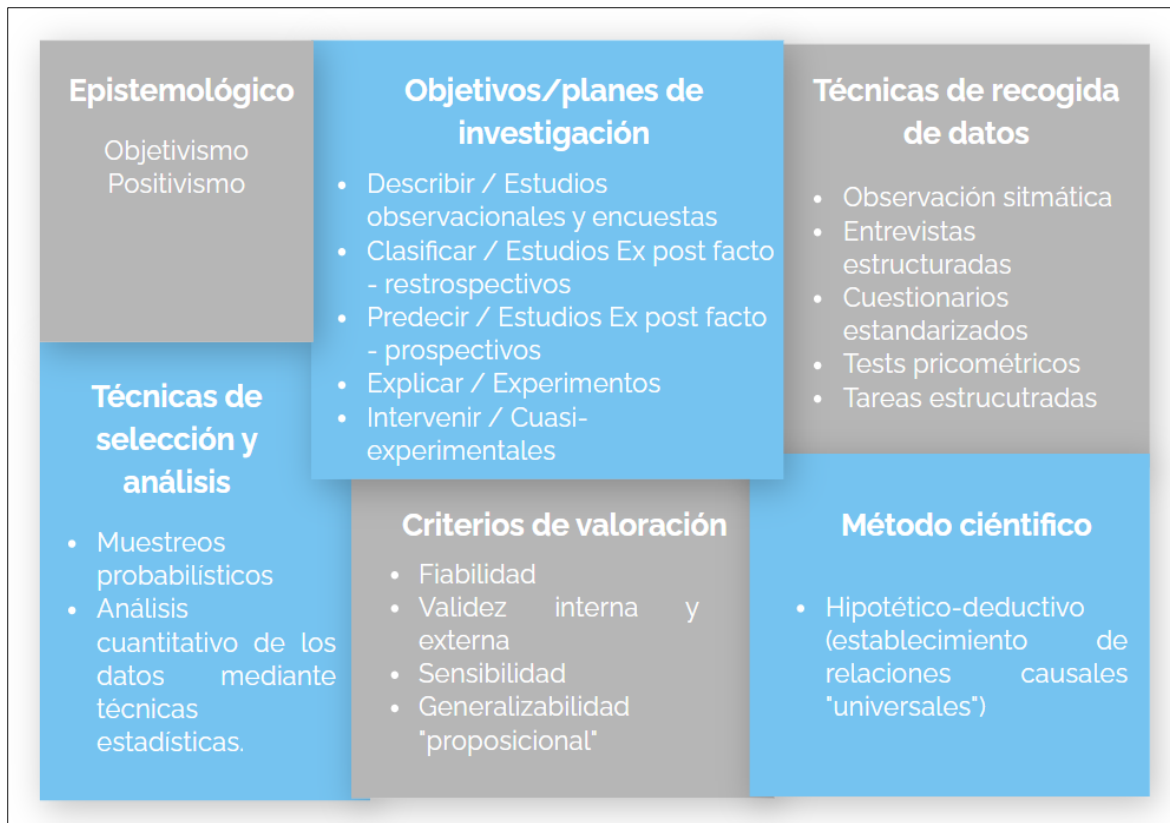 Epistemológico
Objetivismo
Positivismo
Objetivos/planes de
investigación
• Describir / Estudios
observacionales y encuestas
• Clasificar / Estudios Ex post facto
- restrospectivos
• Predecir / Estudios Ex post facto
- prospectivos
• Explicar / Experimentos
• Intervenir / Cuasi-
experimentales
Técnicas de recogida
de datos
• Observación sitmática
• Entrevistas
estructuradas
• Cuestionarios
estandarizados
• Tests pricométricos
• Tareas estrucutradas
Técnicas de
selección y
análisis
• Muestreos
probabilísticos
• Análisis
cuantitativo de los
datos mediante
técnicas
estadísticas.
Criterios de valoración
• Fiabilidad
• Validez interna y
externa
• Sensibilidad
• Generalizabilidad
"proposicional"
Método ciéntifico
• Hipotético-deductivo
(establecimiento de
relaciones causales
"universales")